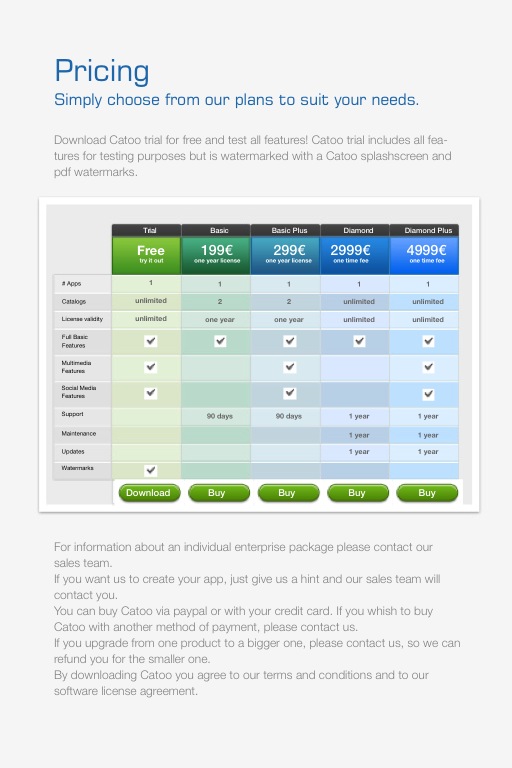 Pricing
Simply choose from our plans to suit your needs.
Download Catoo trial for free and test all features! Catoo trial includes all fea-
tures for testing purposes but is watermarked with a Catoo splashscreen and
pdf watermarks.
Trial Basic Basic Plus Diamond Diamond Plus
Free 199€ 299€ 2999€ 4999€
try it out one year license one year license one time fee one time fee
# Apps 1 1 1 1 1
Catalogs unlimited 2 2 unlimited unlimited
License validity unlimited one year one year unlimited unlimited
Full Basic
Features
Multimedia
Features
Social Media
Features
Support 90 days 90 days 1 year 1 year
Maintenance 1 year 1 year
Updates 1 year 1 year
Watermarks
Download Buy Buy Buy Buy
For information about an individual enterprise package please contact our
sales team.
If you want us to create your app, just give us a hint and our sales team will
contact you.
You can buy Catoo via paypal or with your credit card. If you whish to buy
Catoo with another method of payment, please contact us.
If you upgrade from one product to a bigger one, please contact us, so we can
refund you for the smaller one.
By downloading Catoo you agree to our terms and conditions and to our
software license agreement.